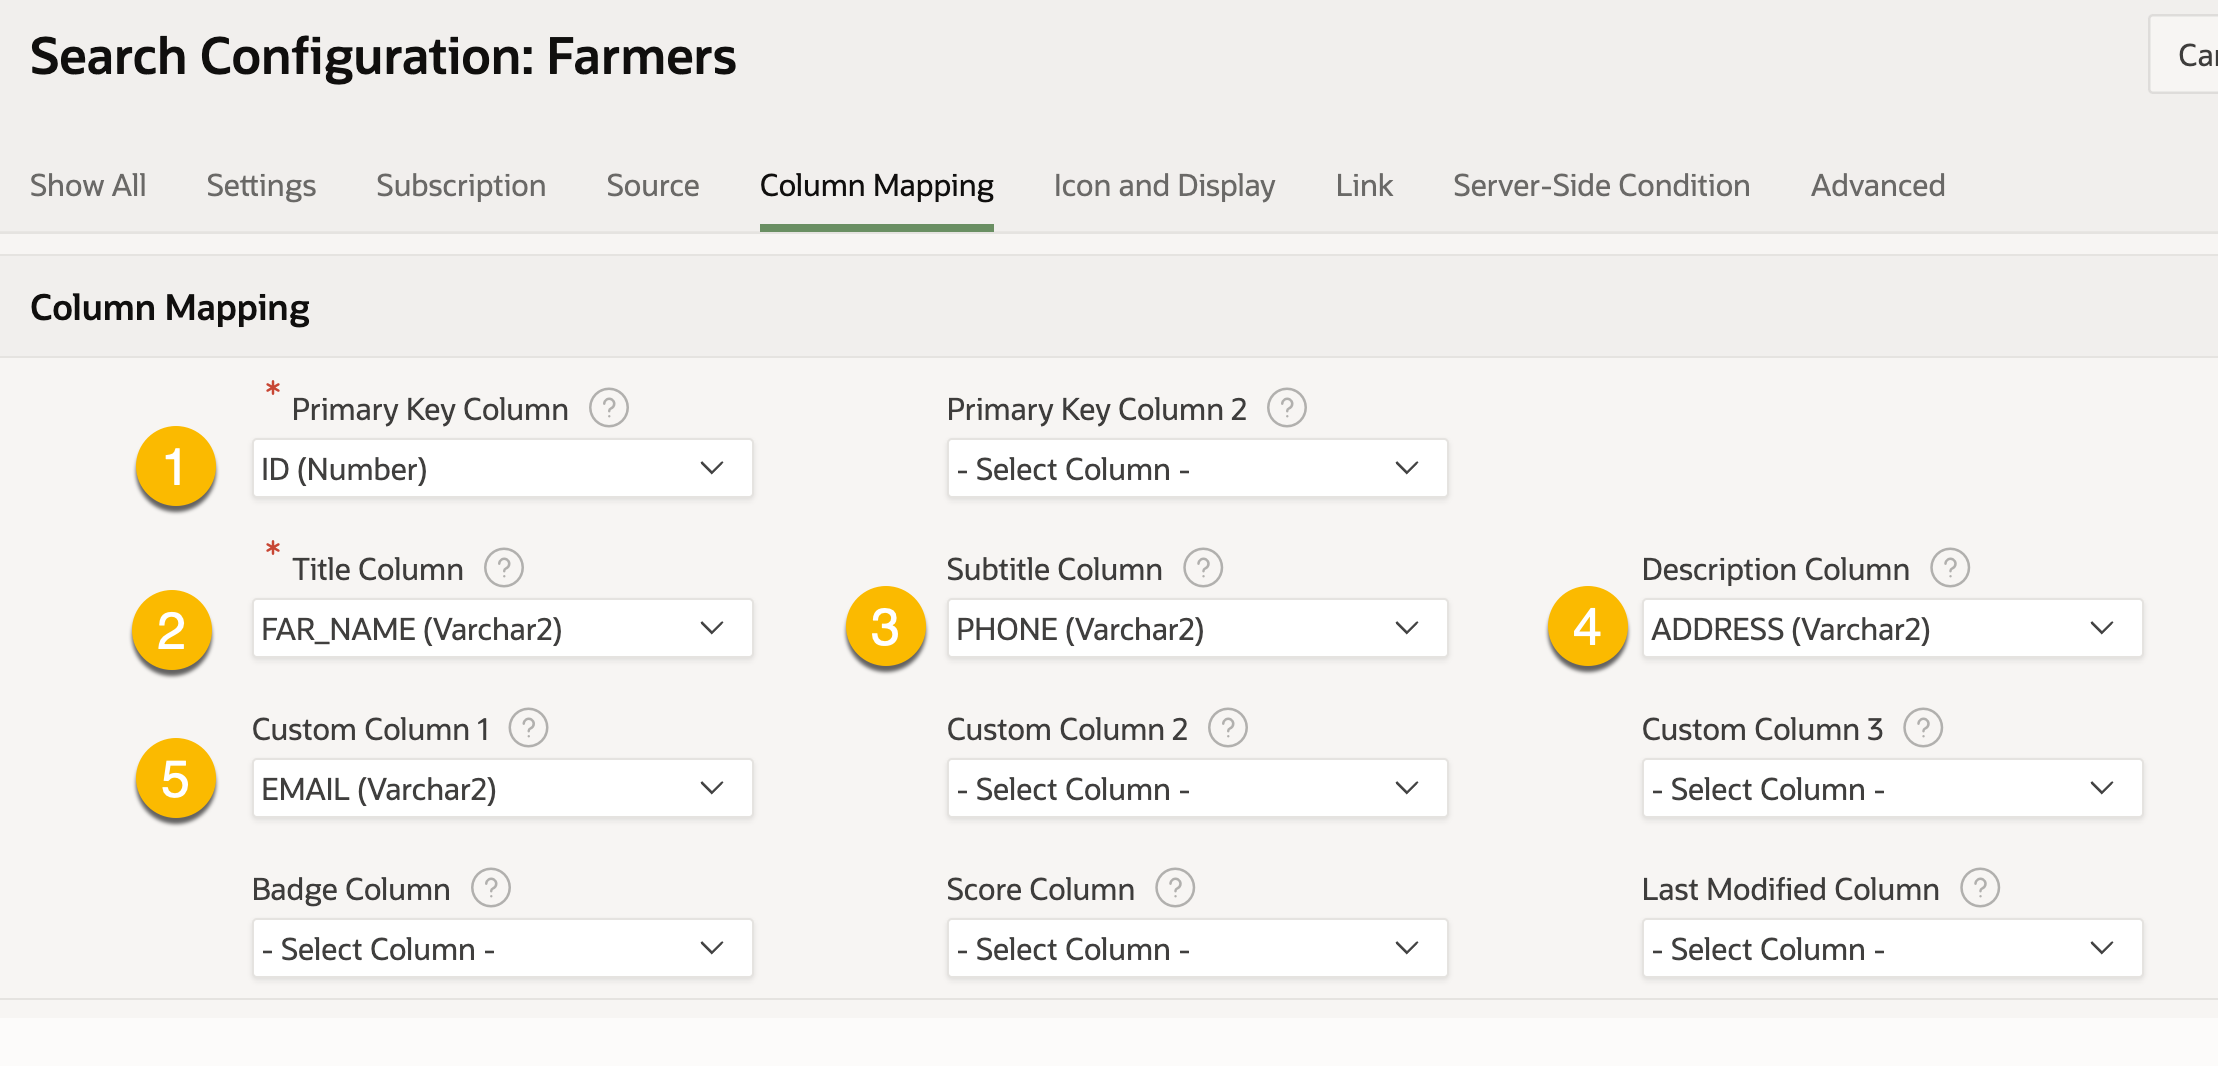 Search Configuration: Farmers
Show All Settings Subscription Source Column Mapping Icon and Display Link Server-Side Condition Advanced
Column Mapping
* Primary Key Column ? Primary Key Column 2 ?
1 ID (Number) - Select Column -
* Title Column ? Subtitle Column ? Description Column ?
2 FAR_NAME (Varchar2) 3 PHONE (Varchar2) 4 ADDRESS (Varchar2)
Custom Column 1 ? Custom Column 2 ? Custom Column 3 ?
5 EMAIL (Varchar2) - Select Column - - Select Column -
Badge Column ? Score Column ? Last Modified Column ?
- Select Column - - Select Column - - Select Column -